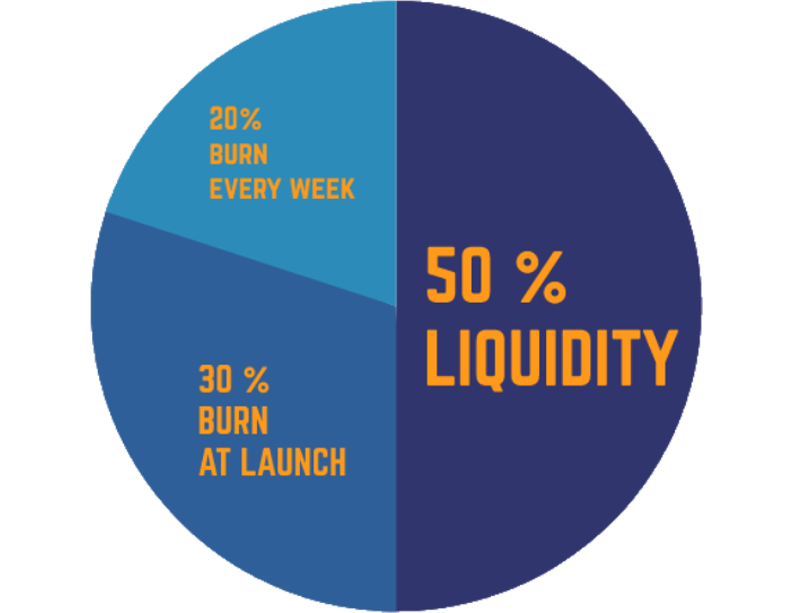 20%
BURN
EVERY WEEK
50 %
LIQUIDITY
30 %
BURN
AT LAUNCH